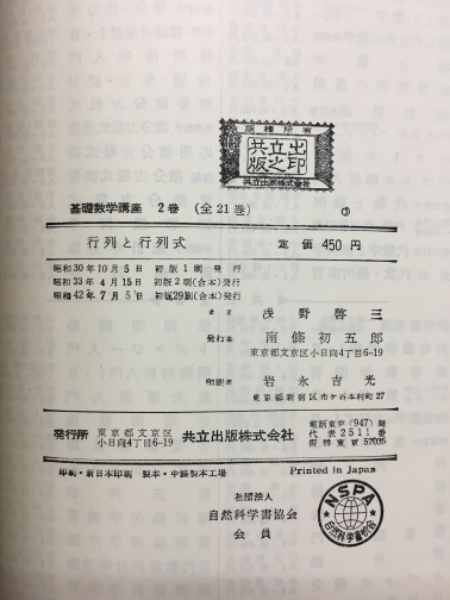 版権所有
共立出
版之印
共立出版株式会社
基礎数学講座 2巻 (全21巻)
行列と行列式
定価 450円
昭和30年10月5日 初版1刷発行
昭和33年4月15日 初版2刷(合本)発行
昭和42年7月5日 初版29刷(合本)発行
著者 浅野啓三
発行者 南條初五郎
東京都文京区小日向4丁目6-19
印刷者 岩永吉光
東京都新宿区市ケ谷本村町27
発行所 東京都文京区小日向4丁目6-19 共立出版株式会社
電話東京(947)局
代表2511番
振替東京57035
印刷・新日本印刷 製本・中條製本工場 Printed in Japan
社団法人
自然科学書協会
会員
NSPA
自然科学書協会